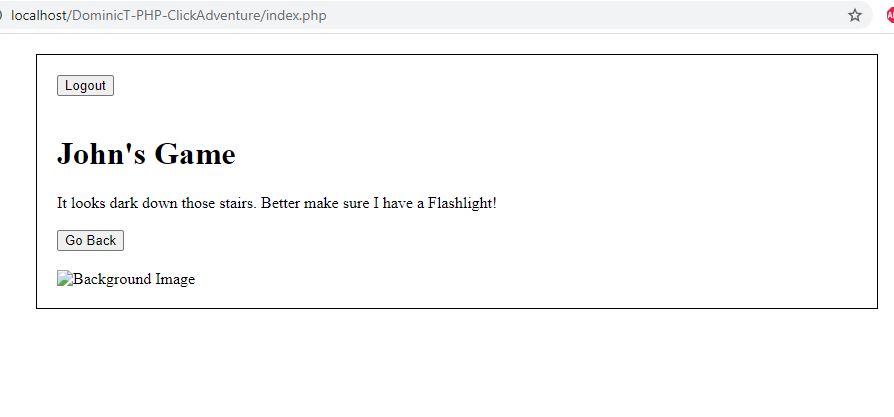 localhost/DominicT-PHP-ClickAdventure/index.php
Logout
John's Game
It looks dark down those stairs. Better make sure I have a Flashlight!
Go Back
Background Image